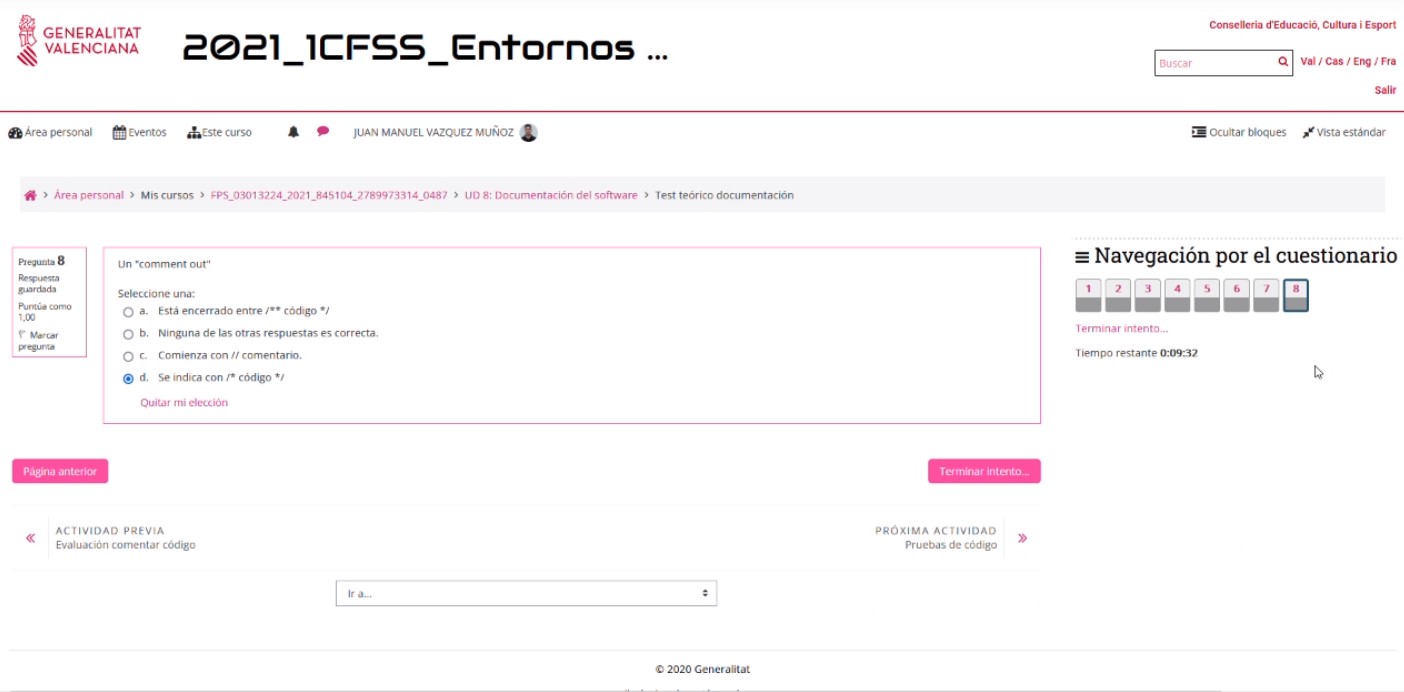 GENERALITAT
VALENCIANA
2021_1CFSS_Entornos ...
Conselleria d'Educació, Cultura i Esport
Buscar
Val / Cas / Eng / Fra
Salir
Área personal Eventos Este curso JUAN MANUEL VAZQUEZ MUÑOZ Ocultar bloques Vista estándar
> Área personal > Mis cursos > FPS_03013224_2021_845104_2789973314_0487 > UD 8: Documentación del software > Test teórico documentación
Pregunta 8
Respuesta
guardada
Puntúa como
1,00
Marcar
pregunta
Un "comment out"
Seleccione una:
a. Está encerrado entre /** código */
b. Ninguna de las otras respuestas es correcta.
c. Comienza con // comentario.
d. Se indica con /* código */
Quitar mi elección
Navegación por el cuestionario
1 2 3 4 5 6 7 8
Terminar intento...
Tiempo restante 0:09:32
Página anterior
Terminar intento...
« ACTIVIDAD PREVIA
Evaluación comentar código
PRÓXIMA ACTIVIDAD »
Pruebas de código
Ir a...
© 2020 Generalitat